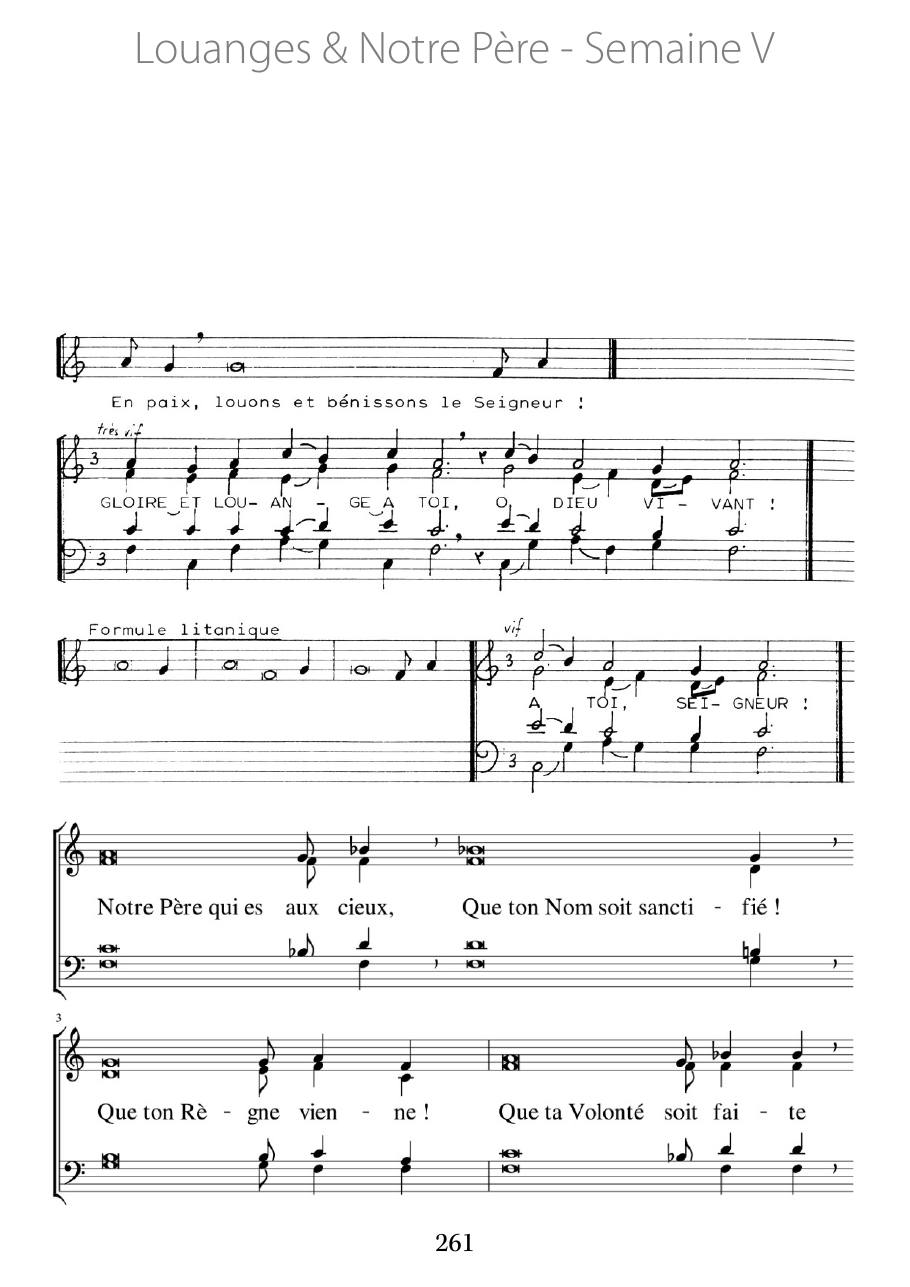 Louanges & Notre Père - Semaine V
En paix, louons et bénissons le Seigneur !
très vif
3
GLOIRE ET LOU- AN - GE A TOI, O, DIEU VI - VANT !
3
Formule litanique
vif
3
A TOI, SEI- GNEUR !
3
Notre Père qui es aux cieux, Que ton Nom soit sancti - fié !
3
Que ton Rè - gne vien - ne ! Que ta Volonté soit fai - te
261